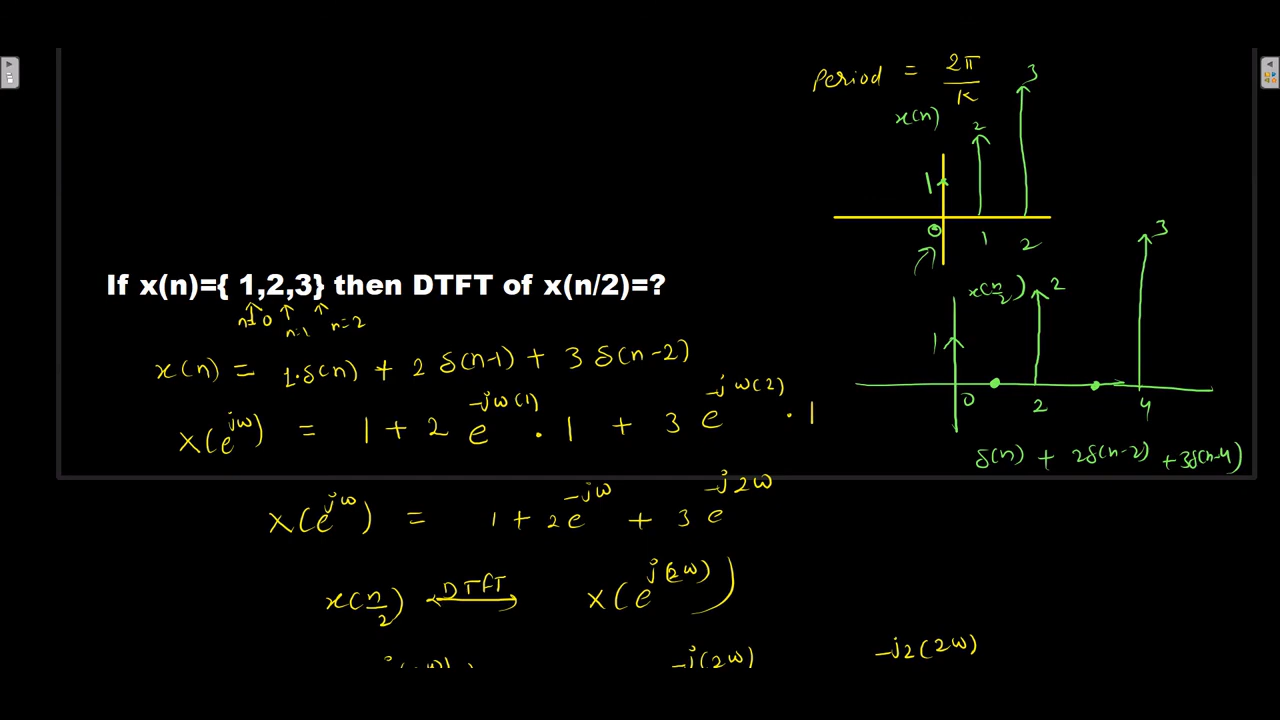 Period = 2π/K
x(n)
3
2
1
0 1 2
If x(n)={ 1,2,3} then DTFT of x(n/2)=?
n=0 n=1 n=2
x(n/2)
3
2
1
0 2 4
x(n) = 1.δ(n) + 2 δ(n-1) + 3 δ(n-2)
X(e^jω) = 1 + 2 e^-jω(1) . 1 + 3 e^-jω(2) . 1
δ(n) + 2δ(n-2) + 3δ(n-4)
X(e^jω) = 1 + 2e^-jω + 3 e^-j2ω
x(n/2) ⟷ DTFT X(e^j(2ω))
-j(2ω) -j2(2ω)